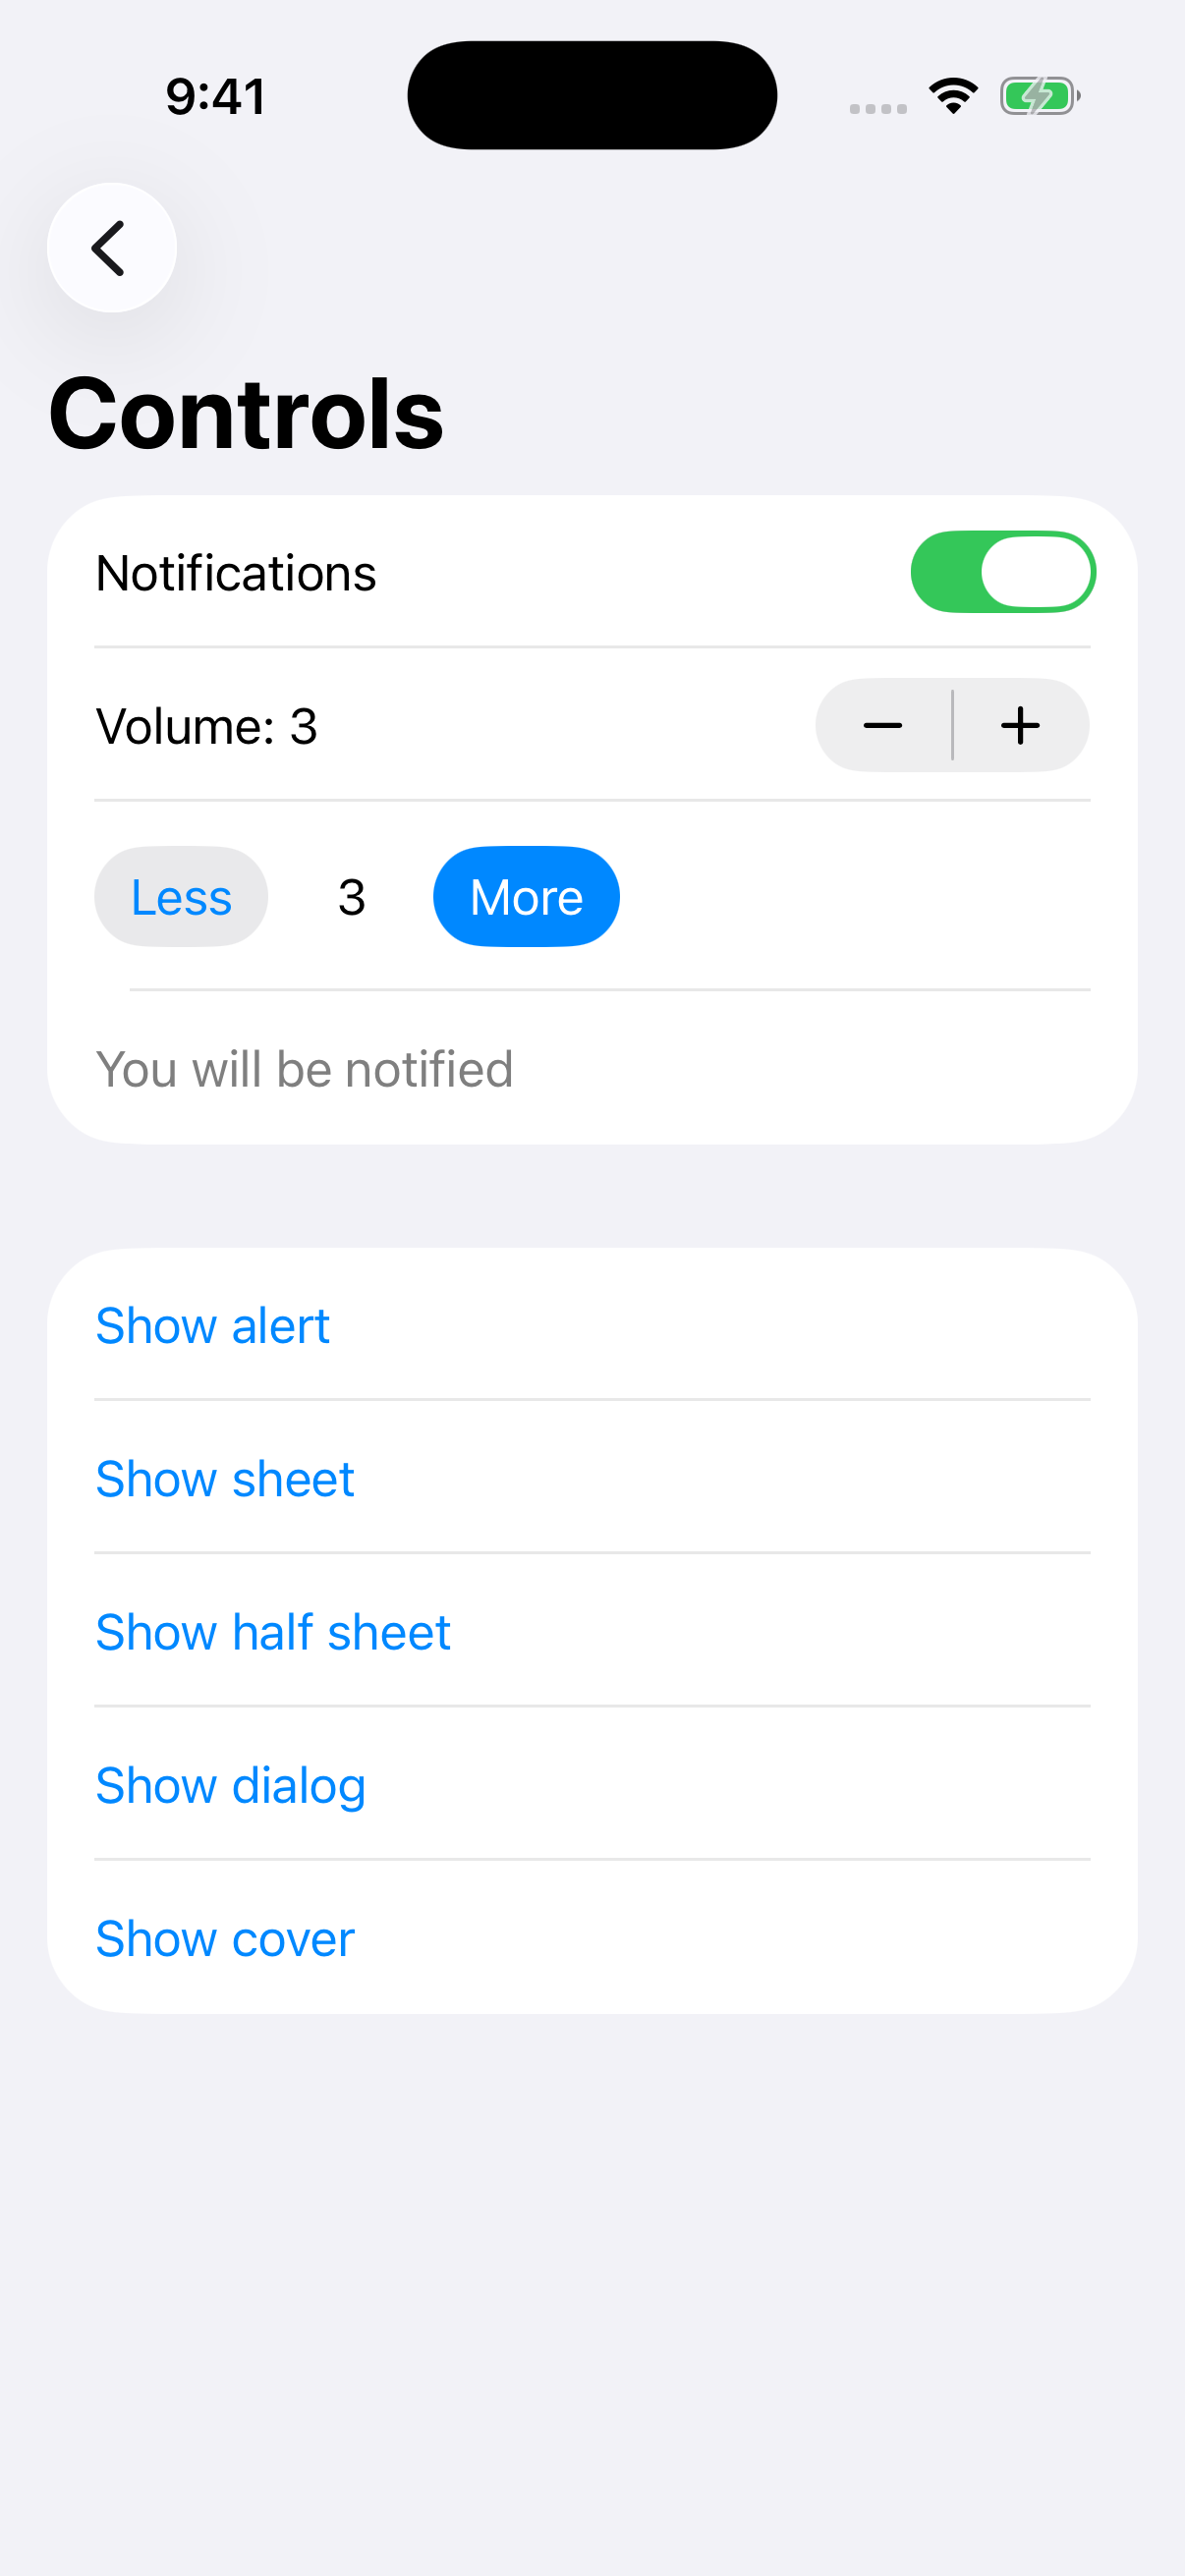 9:41
Controls
Notifications
Volume: 3
Less 3 More
You will be notified
Show alert
Show sheet
Show half sheet
Show dialog
Show cover